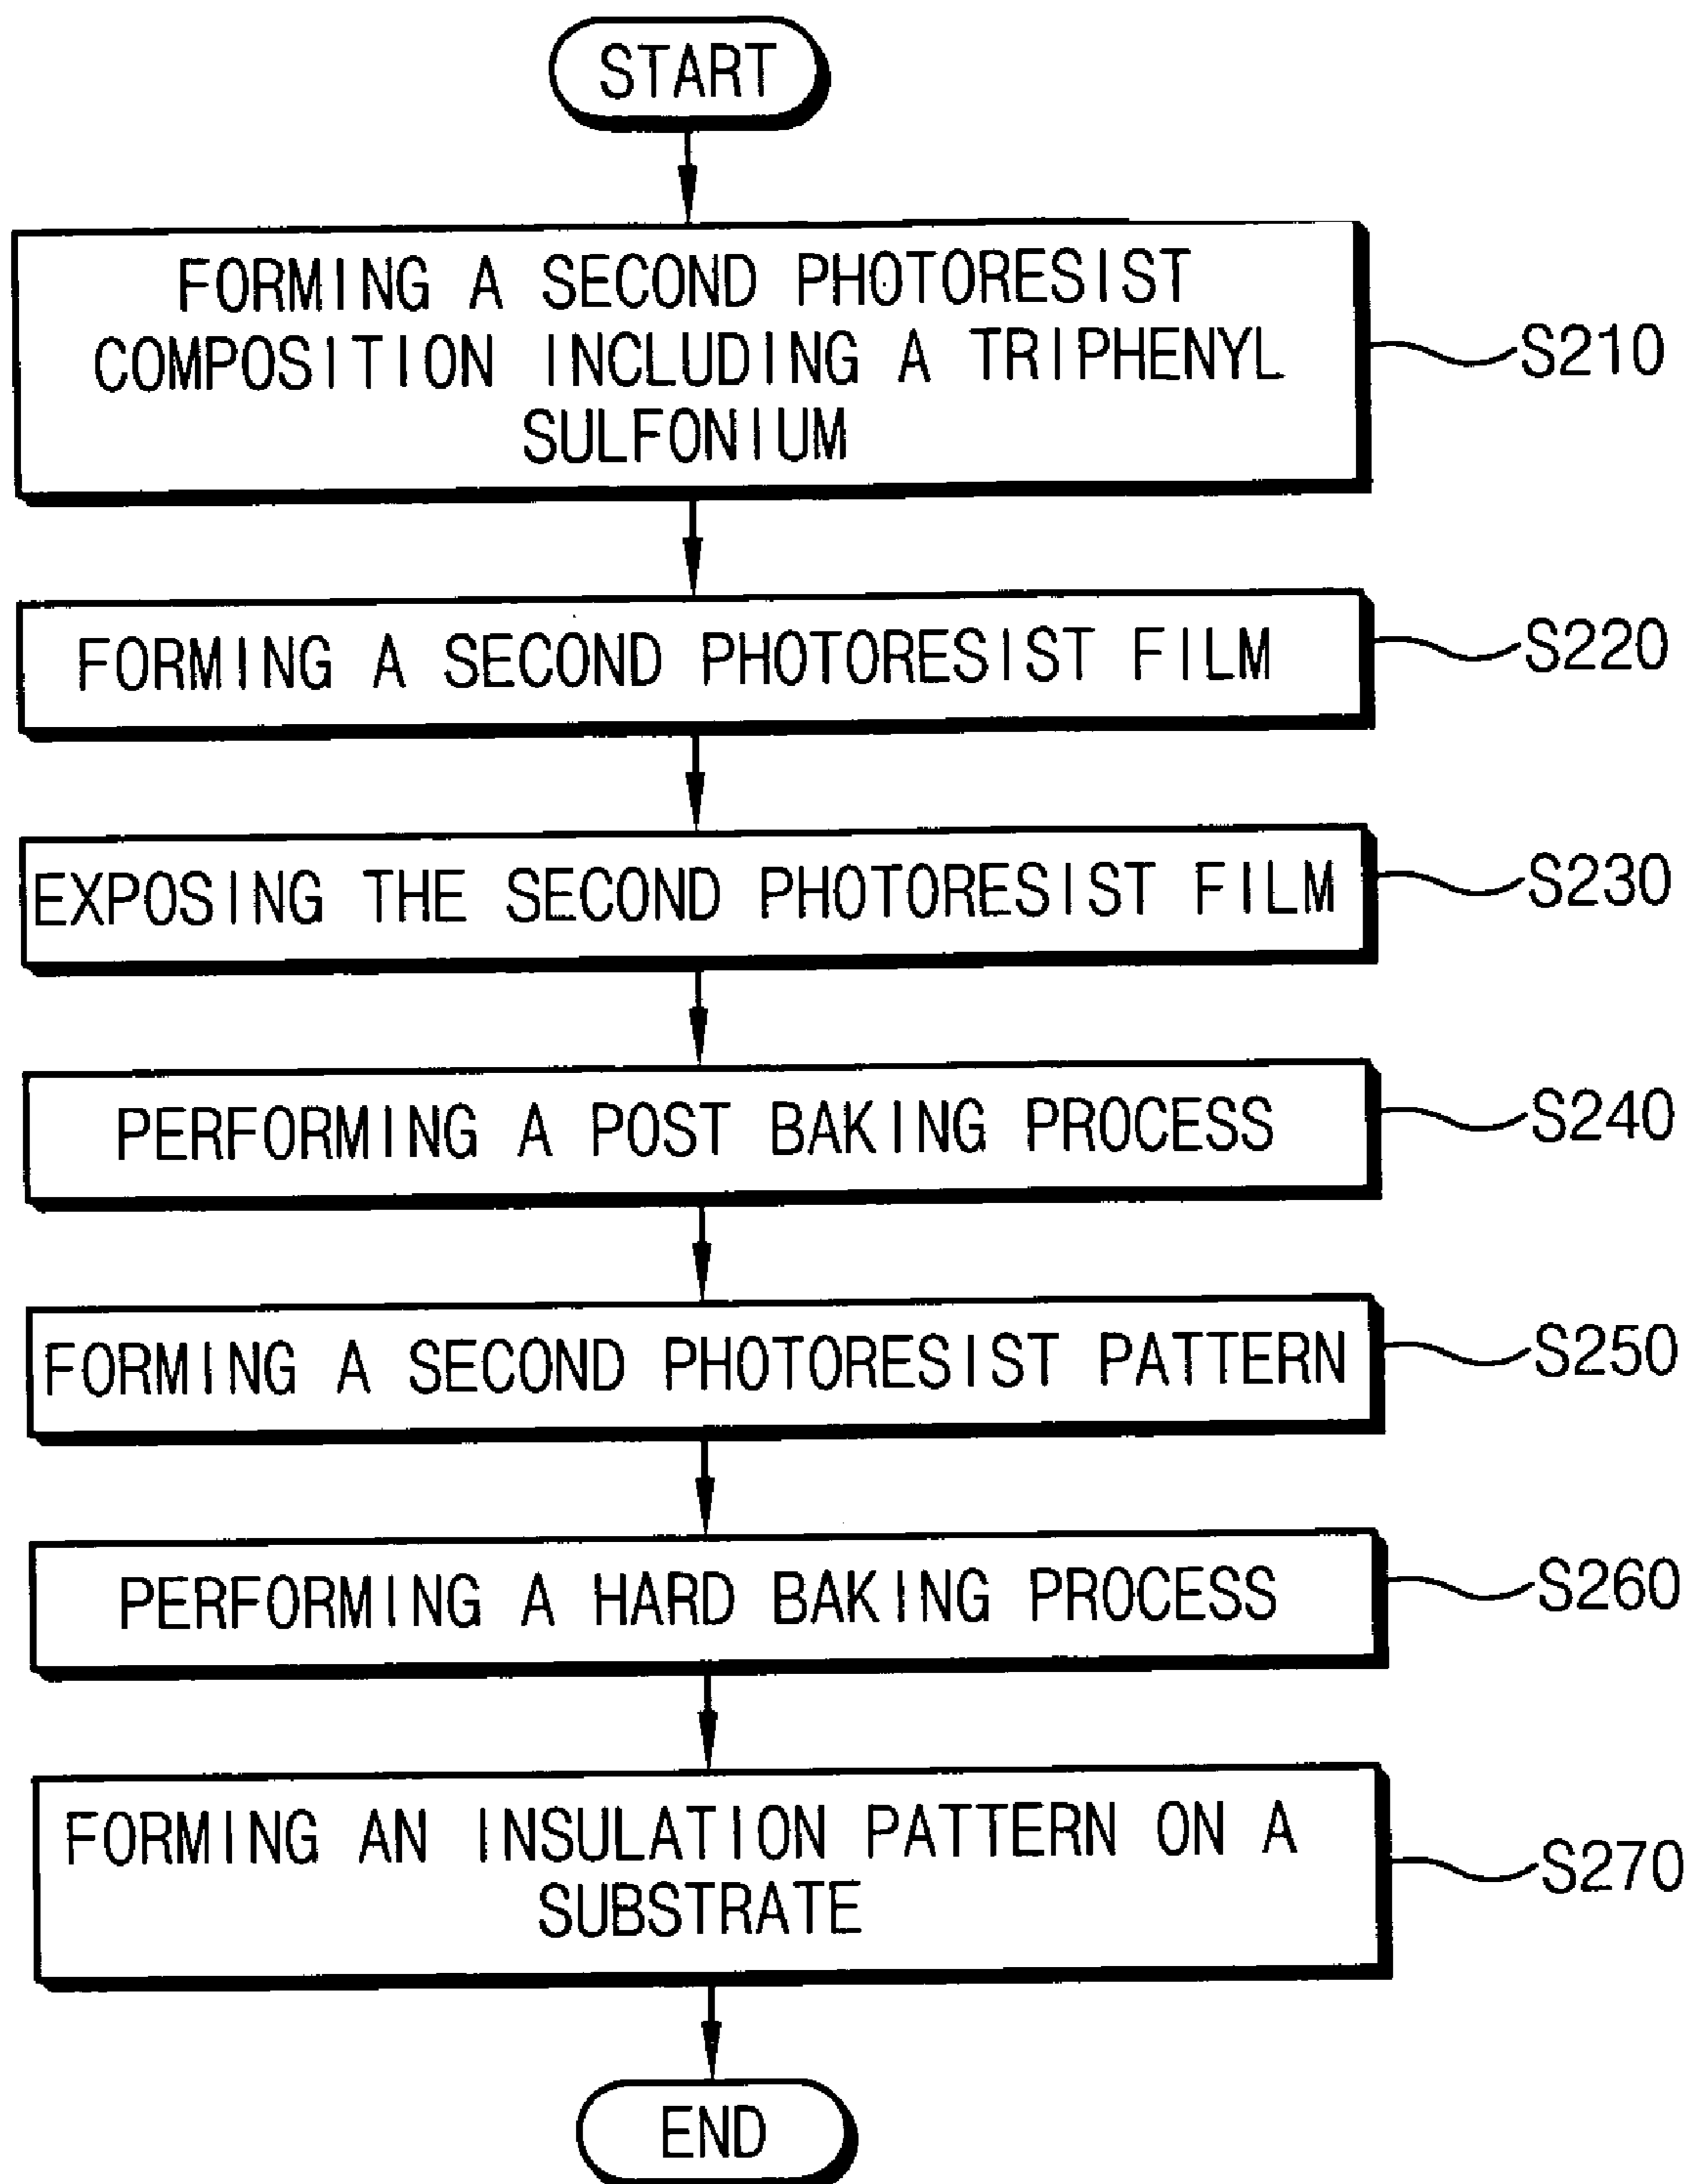 START
FORMING A SECOND PHOTORESIST
COMPOSITION INCLUDING A TRIPHENYL
SULFONIUM
S210
FORMING A SECOND PHOTORESIST FILM
S220
EXPOSING THE SECOND PHOTORESIST FILM
S230
PERFORMING A POST BAKING PROCESS
S240
FORMING A SECOND PHOTORESIST PATTERN
S250
PERFORMING A HARD BAKING PROCESS
S260
FORMING AN INSULATION PATTERN ON A
SUBSTRATE
S270
END